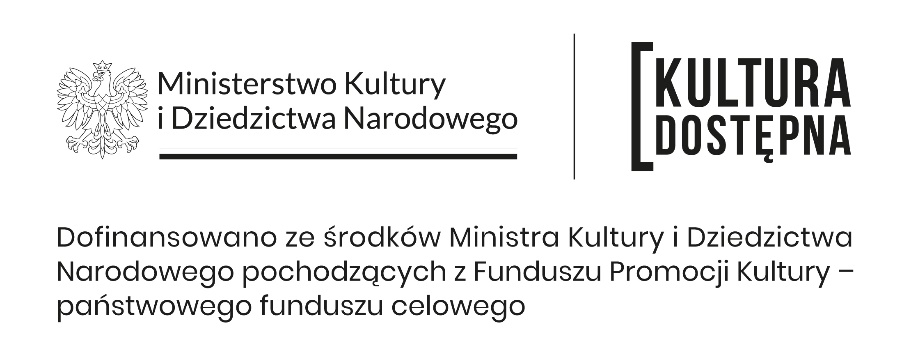 Ministerstwo Kultury
i Dziedzictwa Narodowego
KULTURA
DOSTĘPNA
Dofinansowano ze środków Ministra Kultury i Dziedzictwa
Narodowego pochodzących z Funduszu Promocji Kultury –
państwowego funduszu celowego